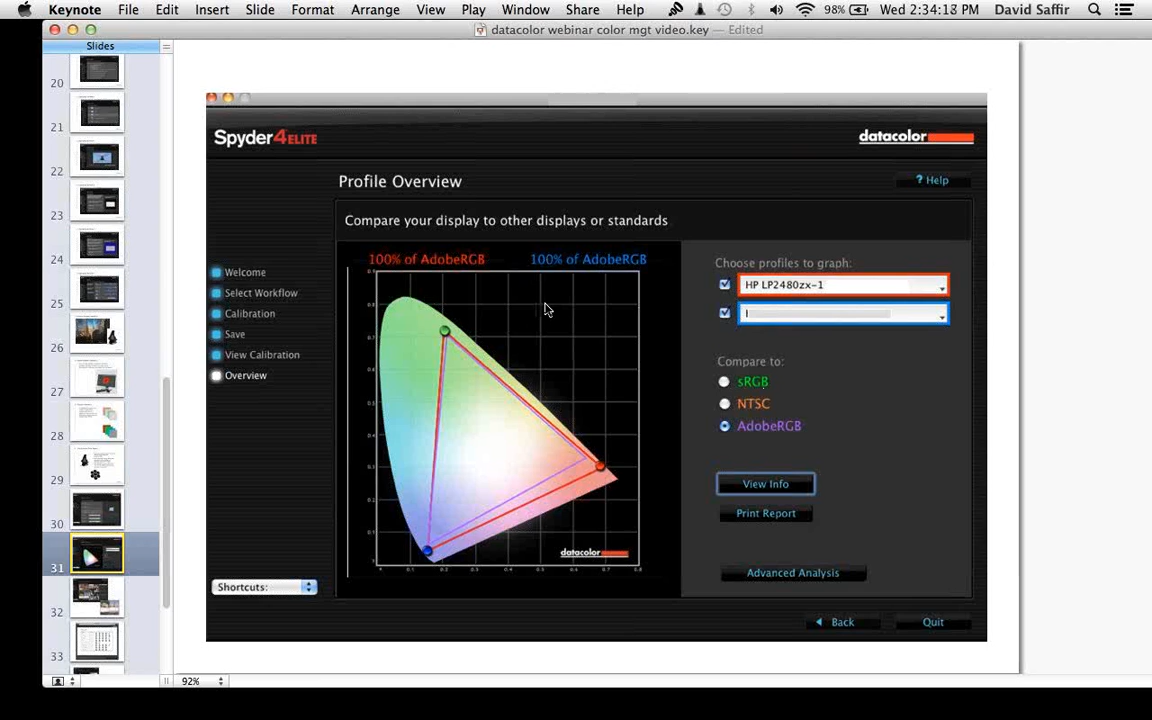 Keynote File Edit Insert Slide Format Arrange View Play Window Share Help 98% Wed 2:34:18 PM David Saffir
datacolor webinar color mgt video.key — Edited
Slides
20
21
22
23
24
25
26
27
28
29
30
31
32
33
Spyder4ELITE
datacolor
Profile Overview
? Help
Compare your display to other displays or standards
Welcome
Select Workflow
Calibration
Save
View Calibration
Overview
Shortcuts:
100% of AdobeRGB 100% of AdobeRGB
datacolor
Choose profiles to graph:
HP LP2480zx-1
Compare to:
sRGB
NTSC
AdobeRGB
View Info
Print Report
Advanced Analysis
Back Quit
92%